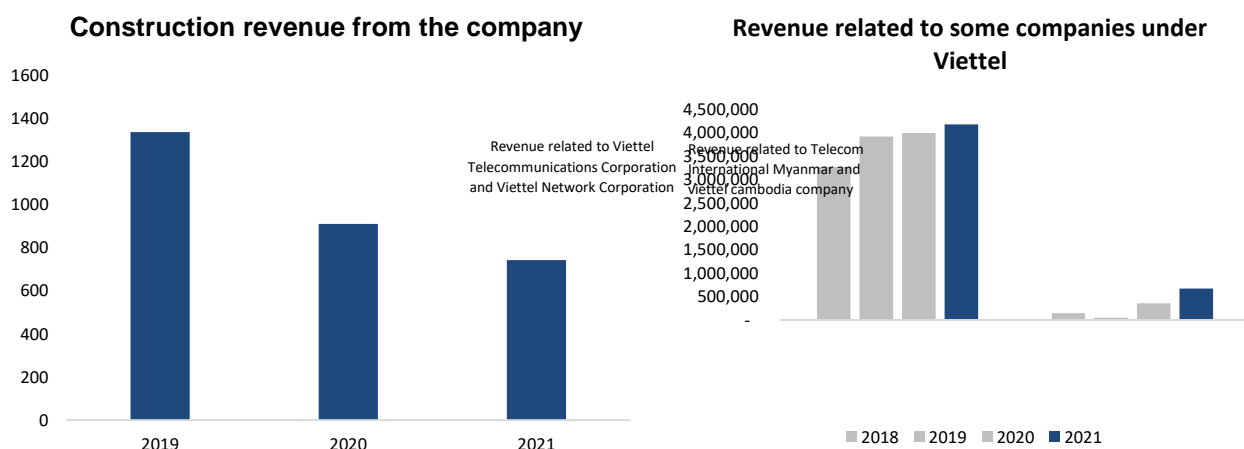 Construction revenue from the company
1600
1400
1200
1000
800
600
400
200
0
2019
2020
2021
Revenue related to some companies under
Viettel
4,500,000
4,000,000
3,500,000
3,000,000
2,500,000
2,000,000
1,500,000
1,000,000
500,000
-
Revenue related to Viettel
Telecommunications Corporation
and Viettel Network Corporation
Revenue related to Telecom
International Myanmar and
Viettel cambodia company
2018 2019 2020 2021